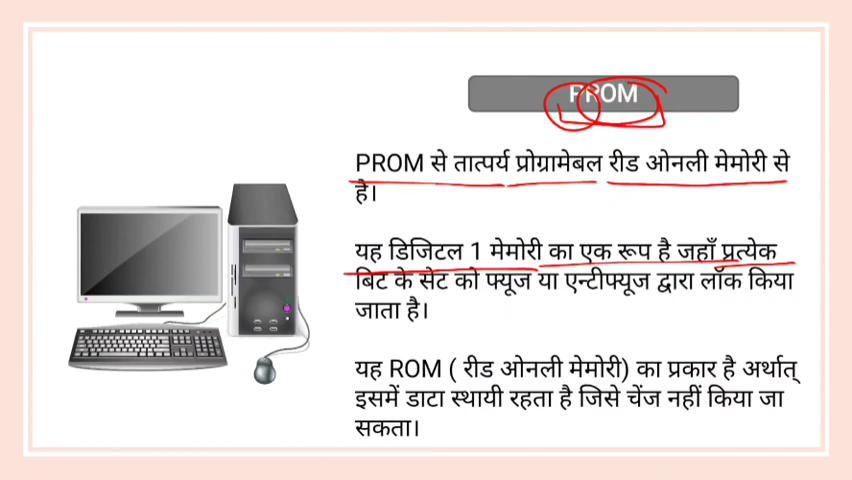 PROM
PROM से तात्पर्य प्रोग्रामेबल रीड ओनली मेमोरी से
है।
यह डिजिटल 1 मेमोरी का एक रूप है जहाँ प्रत्येक
बिट के सेट को फ्यूज या एन्टीफ्यूज द्वारा लॉक किया
जाता है।
यह ROM ( रीड ओनली मेमोरी) का प्रकार है अर्थात्
इसमें डाटा स्थायी रहता है जिसे चेंज नहीं किया जा
सकता।